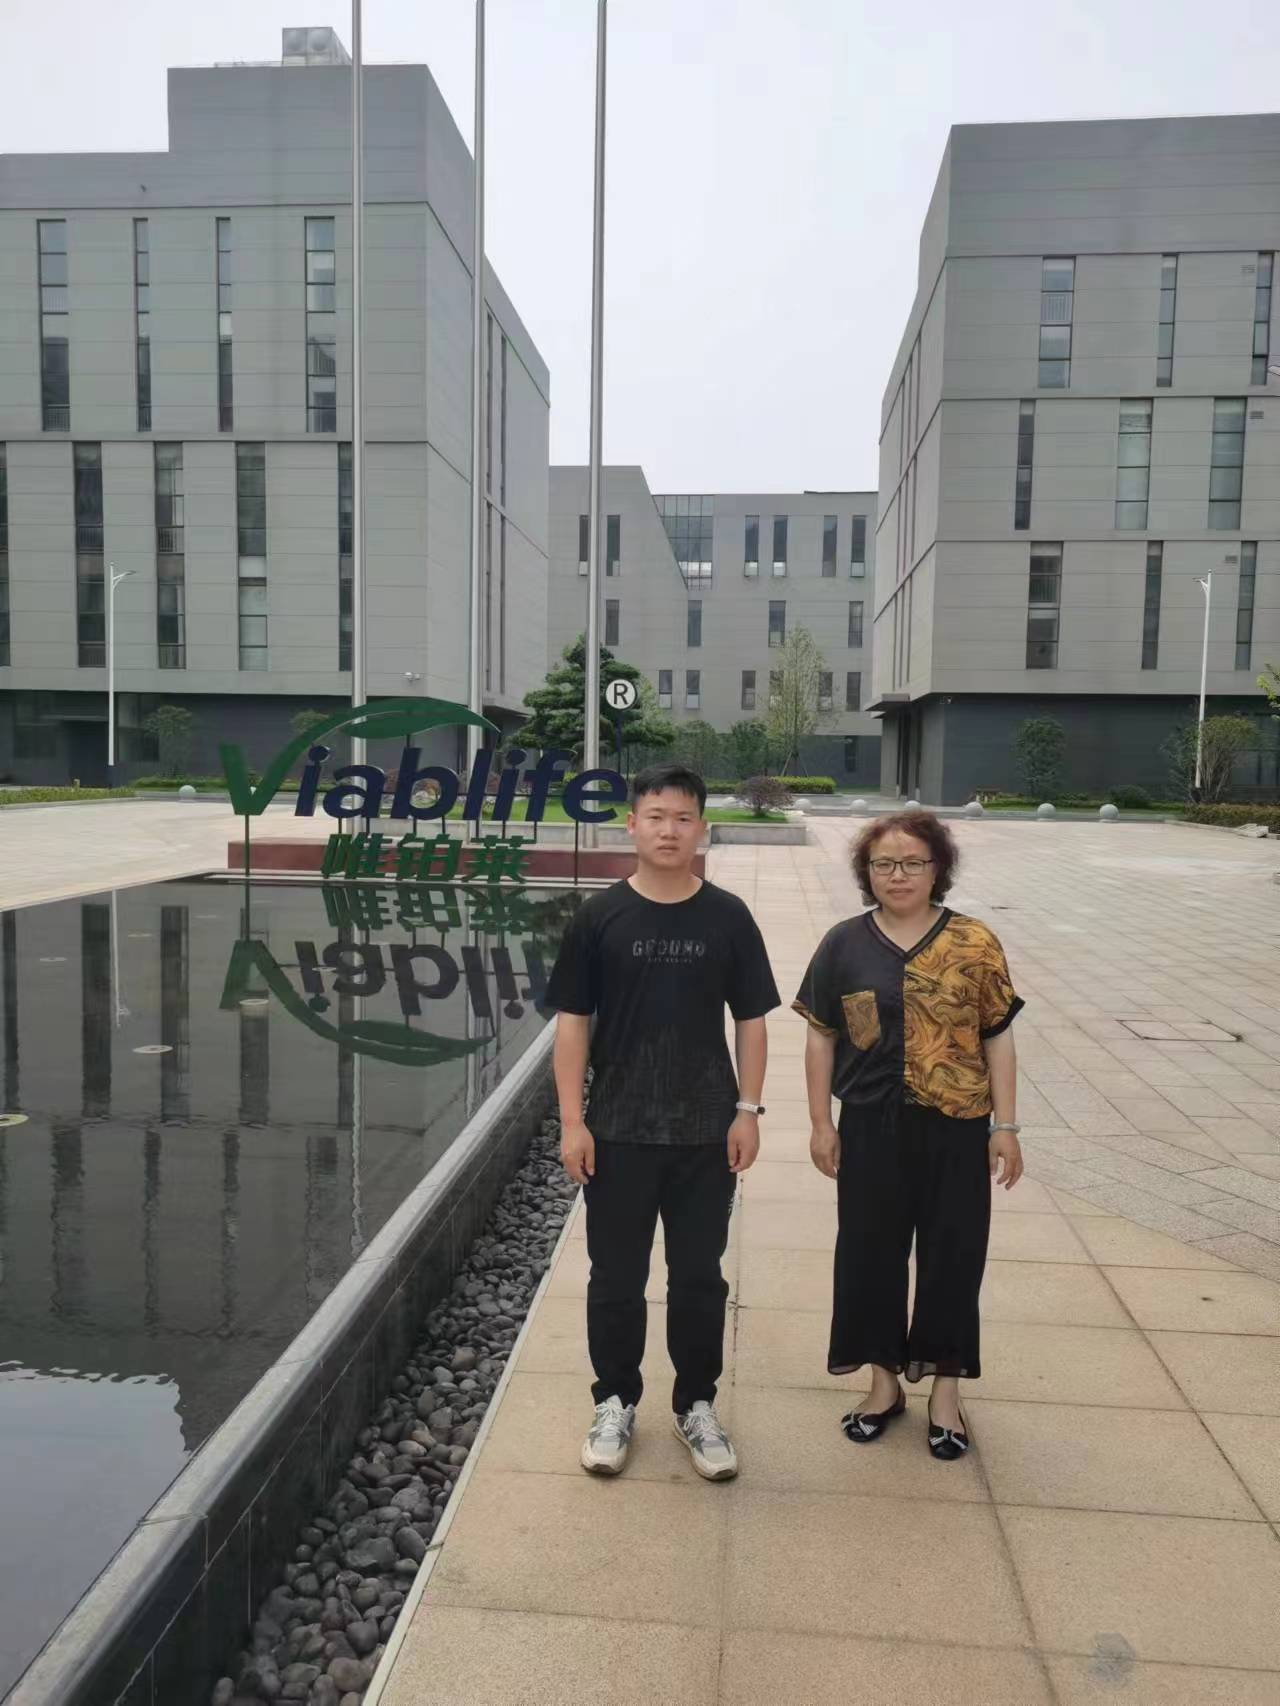 ®
Viablife
唯铂莱
GROUND